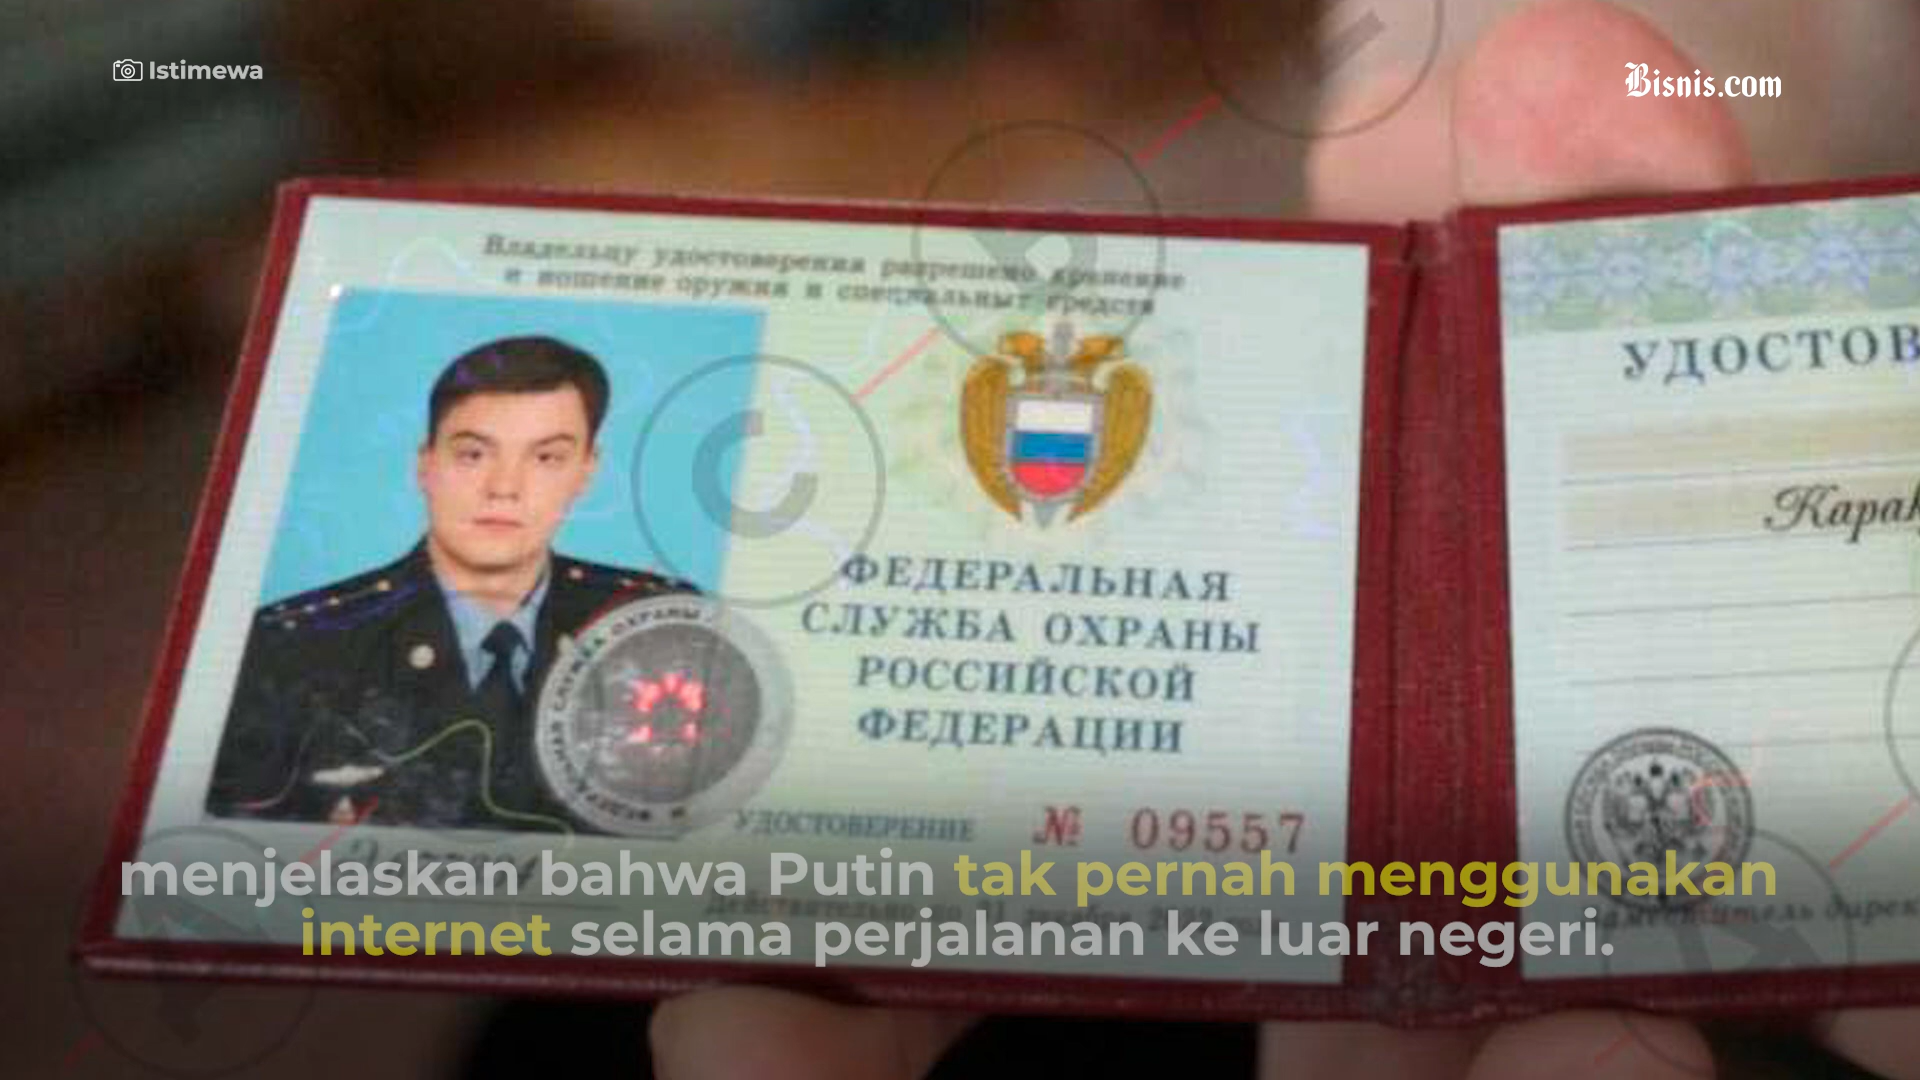 Istimewa
Bisnis.com
Владельцу удостоверения разрешено хранение
и ношение оружия и специальных средств
ФЕДЕРАЛЬНАЯ
СЛУЖБА ОХРАНЫ
РОССИЙСКОЙ
ФЕДЕРАЦИИ
УДОСТОВЕРЕНИЕ № 09557
УДОСТОВ
Карак
menjelaskan bahwa Putin tak pernah menggunakan
internet selama perjalanan ke luar negeri.